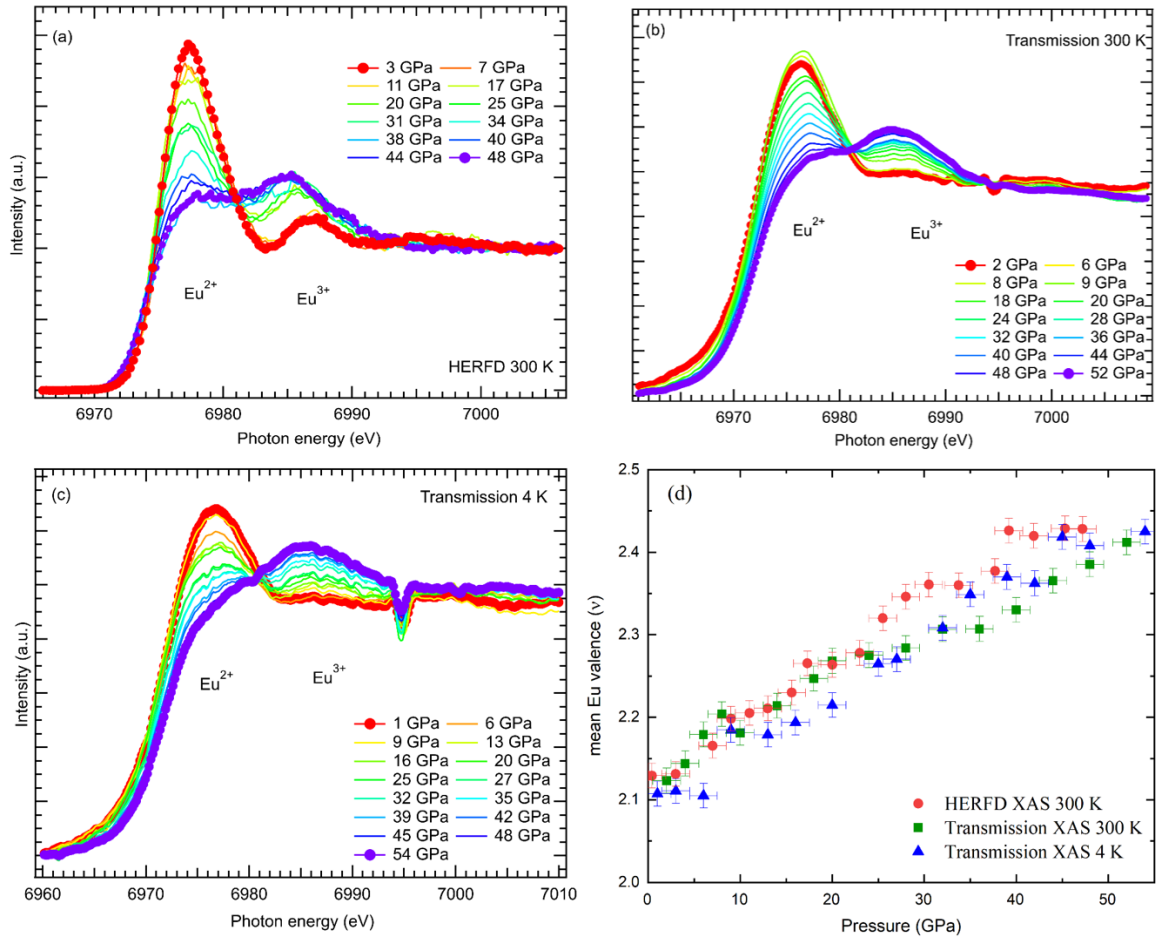 (a)
3 GPa 7 GPa
11 GPa 17 GPa
20 GPa 25 GPa
31 GPa 34 GPa
38 GPa 40 GPa
44 GPa 48 GPa
Intensity (a.u.)
Eu2+
Eu3+
HERFD 300 K
6970 6980 6990 7000
Photon energy (eV)
(b)
Transmission 300 K
Intensity (a.u.)
Eu2+
Eu3+
2 GPa 6 GPa
8 GPa 9 GPa
18 GPa 20 GPa
24 GPa 28 GPa
32 GPa 36 GPa
40 GPa 44 GPa
48 GPa 52 GPa
6970 6980 6990 7000
Photon energy (eV)
(c)
Transmission 4 K
Intensity (a.u.)
Eu2+
Eu3+
1 GPa 6 GPa
9 GPa 13 GPa
16 GPa 20 GPa
25 GPa 27 GPa
32 GPa 35 GPa
39 GPa 42 GPa
45 GPa 48 GPa
54 GPa
6960 6970 6980 6990 7000 7010
Photon energy (eV)
(d)
2.5
2.4
2.3
2.2
2.1
2.0
mean Eu valence (ν)
HERFD XAS 300 K
Transmission XAS 300 K
Transmission XAS 4 K
0 10 20 30 40 50
Pressure (GPa)